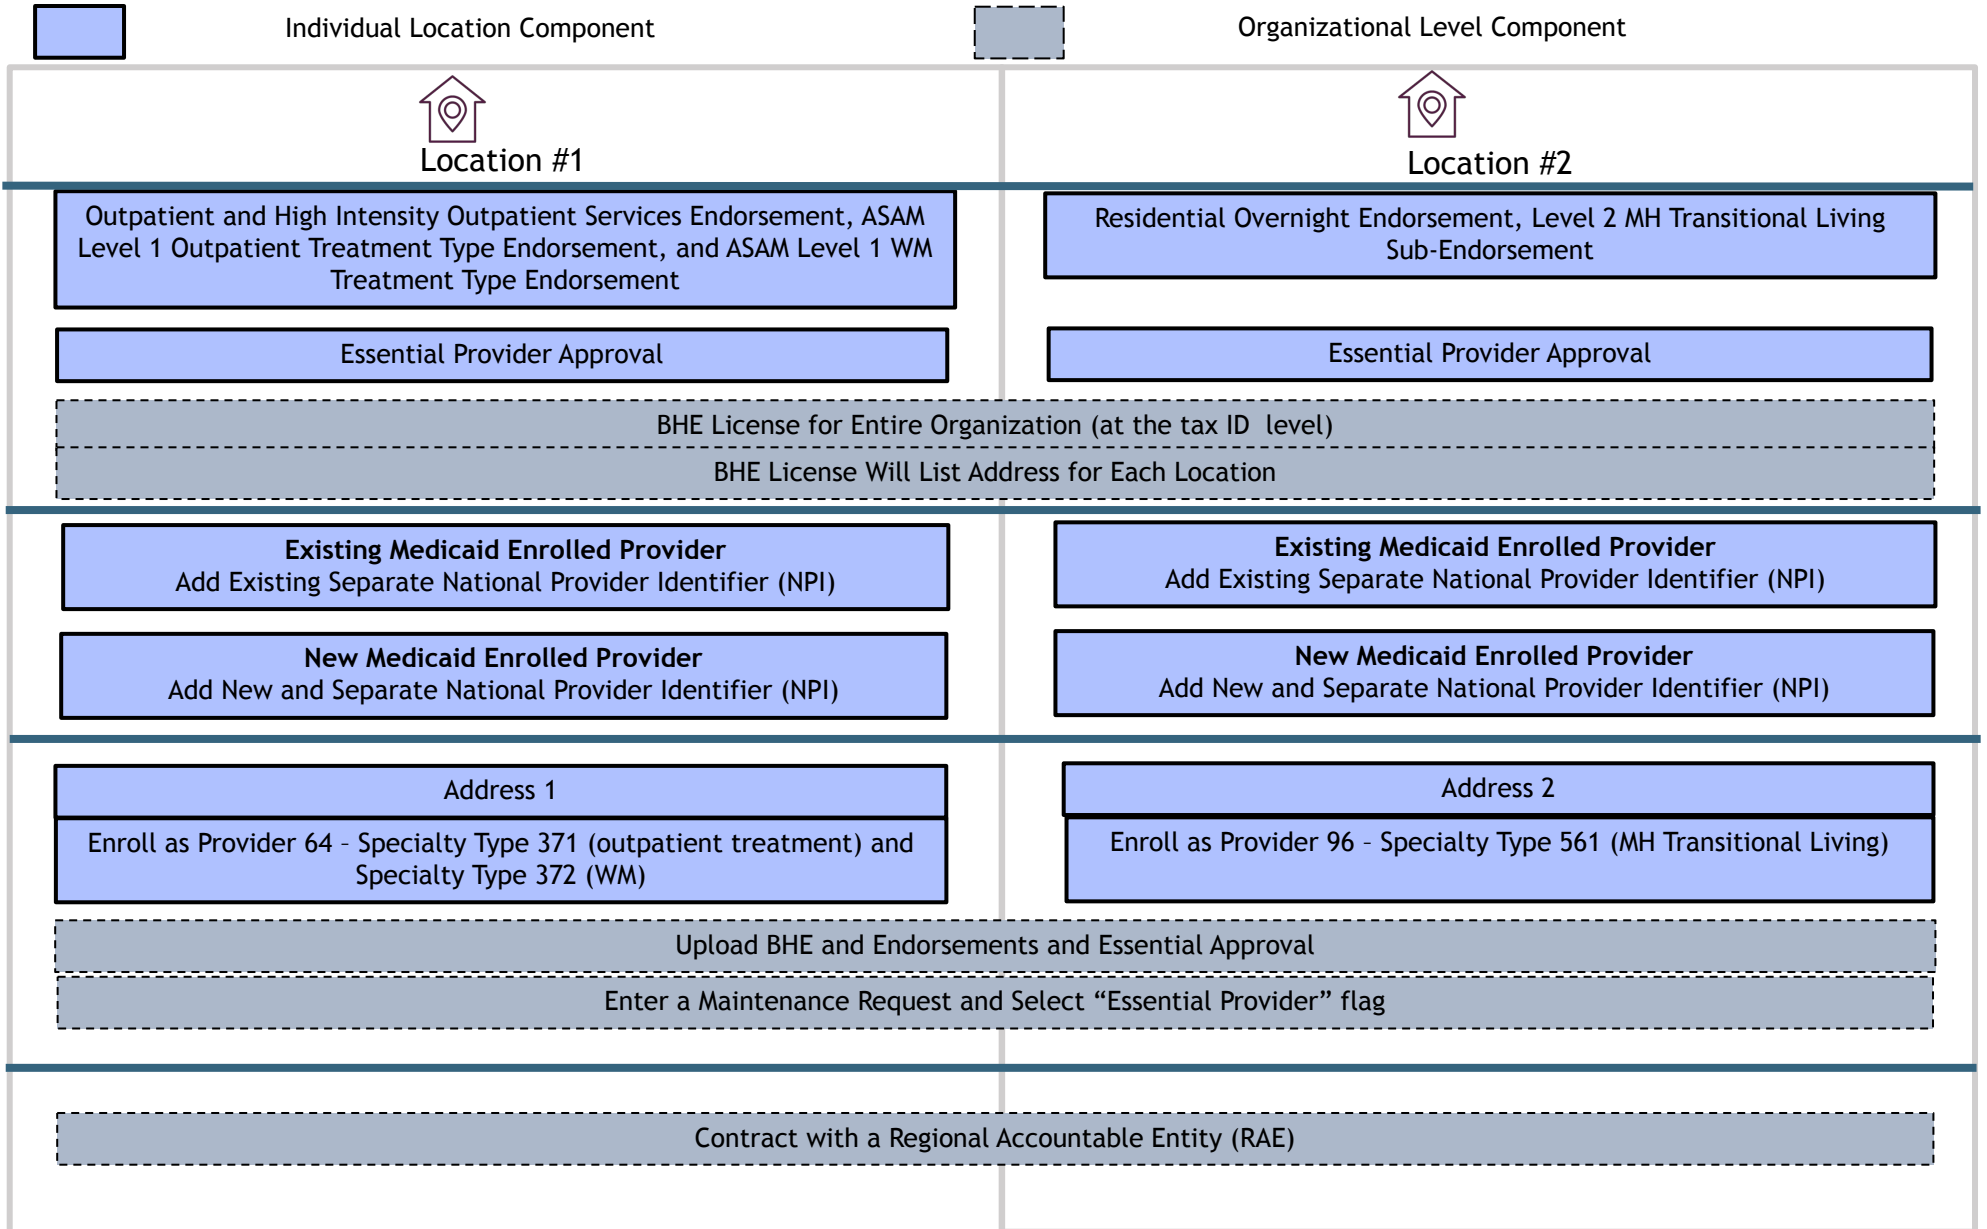 Individual Location Component
Organizational Level Component
Location #1
Location #2
Outpatient and High Intensity Outpatient Services Endorsement, ASAM
Level 1 Outpatient Treatment Type Endorsement, and ASAM Level 1 WM
Treatment Type Endorsement
Residential Overnight Endorsement, Level 2 MH Transitional Living
Sub-Endorsement
Essential Provider Approval
Essential Provider Approval
BHE License for Entire Organization (at the tax ID level)
BHE License Will List Address for Each Location
Existing Medicaid Enrolled Provider
Add Existing Separate National Provider Identifier (NPI)
Existing Medicaid Enrolled Provider
Add Existing Separate National Provider Identifier (NPI)
New Medicaid Enrolled Provider
Add New and Separate National Provider Identifier (NPI)
New Medicaid Enrolled Provider
Add New and Separate National Provider Identifier (NPI)
Address 1
Enroll as Provider 64 – Specialty Type 371 (outpatient treatment) and
Specialty Type 372 (WM)
Address 2
Enroll as Provider 96 – Specialty Type 561 (MH Transitional Living)
Upload BHE and Endorsements and Essential Approval
Enter a Maintenance Request and Select “Essential Provider” flag
Contract with a Regional Accountable Entity (RAE)